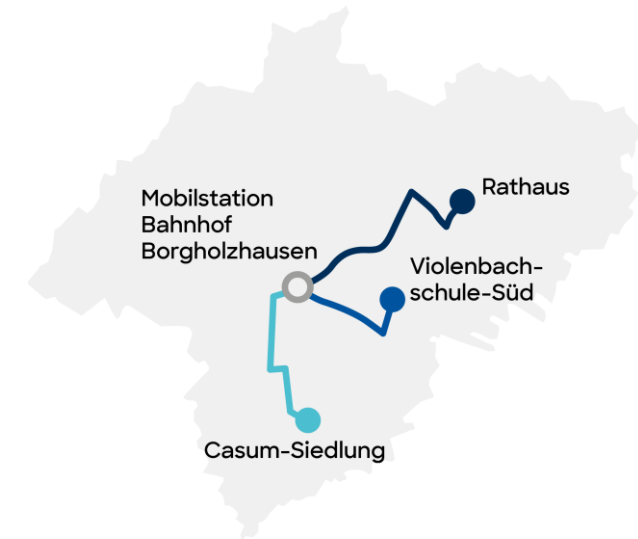 Mobilstation
Bahnhof
Borgholzhausen
Rathaus
Violenbach-
schule-Süd
Casum-Siedlung